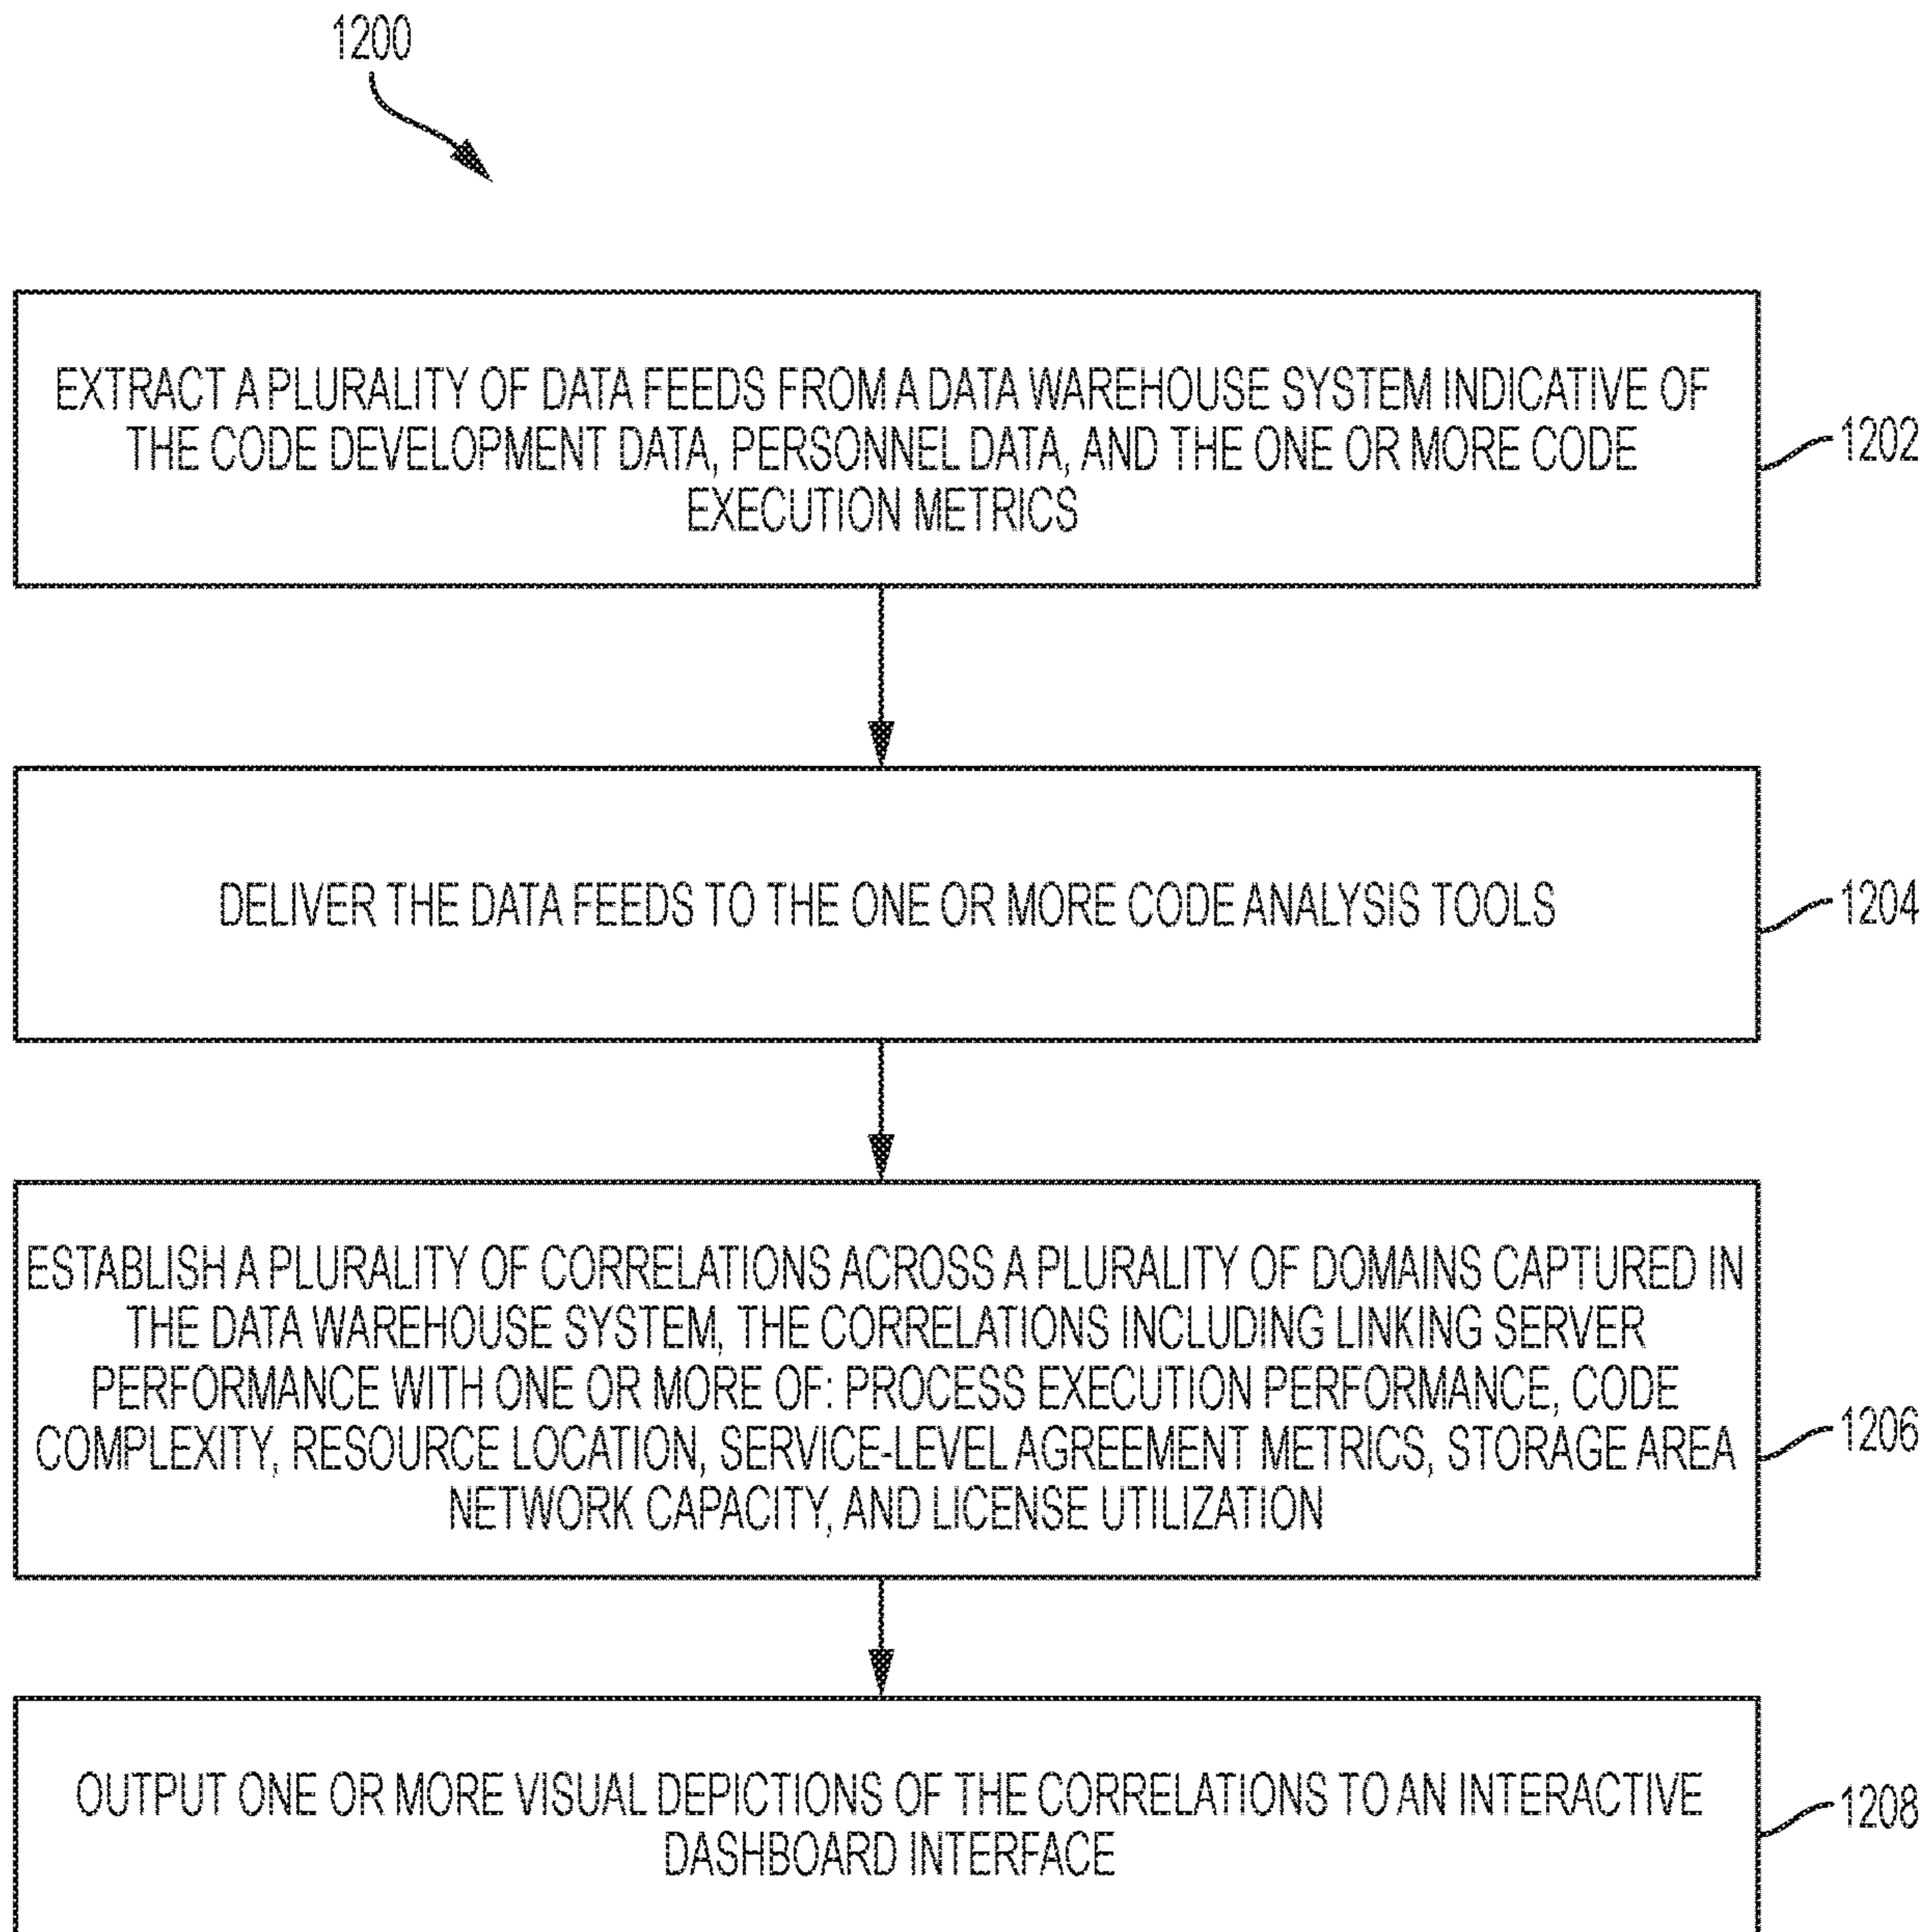 1200
EXTRACT A PLURALITY OF DATA FEEDS FROM A DATA WAREHOUSE SYSTEM INDICATIVE OF
THE CODE DEVELOPMENT DATA, PERSONNEL DATA, AND THE ONE OR MORE CODE
EXECUTION METRICS
1202
DELIVER THE DATA FEEDS TO THE ONE OR MORE CODE ANALYSIS TOOLS
1204
ESTABLISH A PLURALITY OF CORRELATIONS ACROSS A PLURALITY OF DOMAINS CAPTURED IN
THE DATA WAREHOUSE SYSTEM, THE CORRELATIONS INCLUDING LINKING SERVER
PERFORMANCE WITH ONE OR MORE OF: PROCESS EXECUTION PERFORMANCE, CODE
COMPLEXITY, RESOURCE LOCATION, SERVICE-LEVEL AGREEMENT METRICS, STORAGE AREA
NETWORK CAPACITY, AND LICENSE UTILIZATION
1206
OUTPUT ONE OR MORE VISUAL DEPICTIONS OF THE CORRELATIONS TO AN INTERACTIVE
DASHBOARD INTERFACE
1208